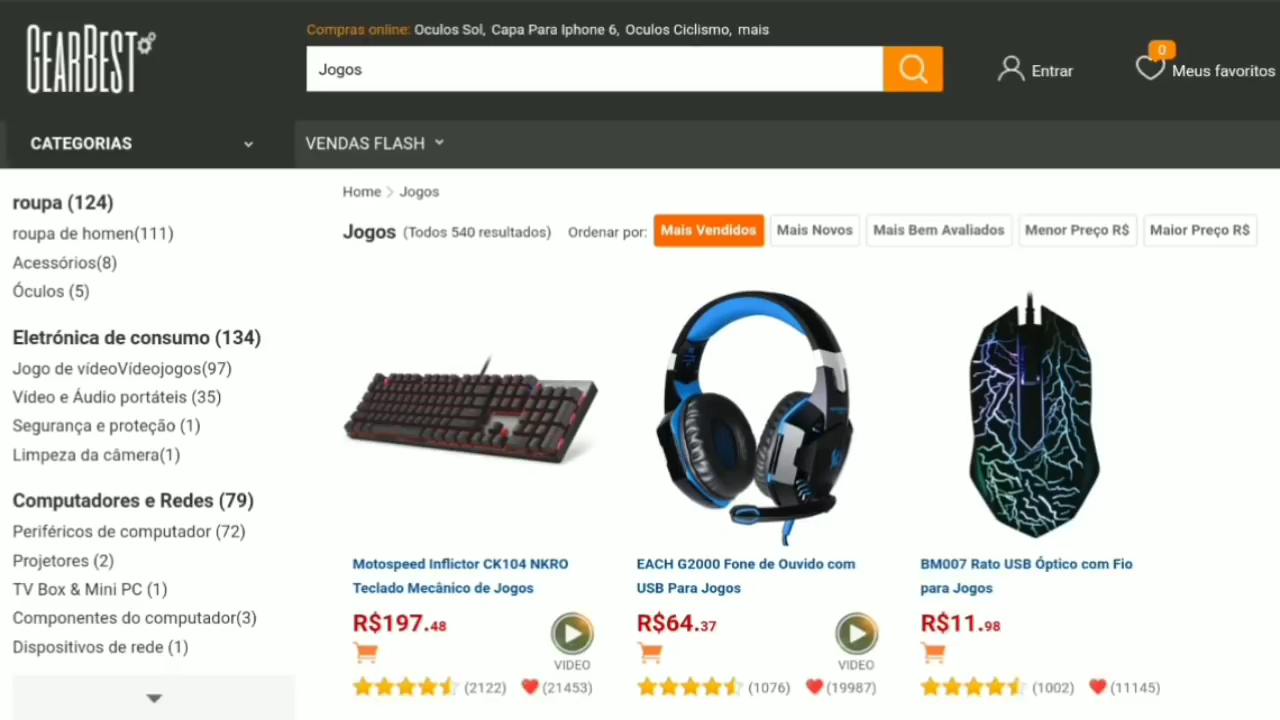 GEARBEST
Compras online: Oculos Sol, Capa Para Iphone 6, Oculos Ciclismo, mais
Jogos
Entrar
0
Meus favoritos
CATEGORIAS
VENDAS FLASH
roupa (124)
roupa de homen(111)
Acessórios(8)
Óculos (5)
Eletrónica de consumo (134)
Jogo de vídeoVídeojogos(97)
Vídeo e Áudio portáteis (35)
Segurança e proteção (1)
Limpeza da câmera(1)
Computadores e Redes (79)
Periféricos de computador (72)
Projetores (2)
TV Box & Mini PC (1)
Componentes do computador(3)
Dispositivos de rede (1)
Home > Jogos
Jogos (Todos 540 resultados) Ordenar por: Mais Vendidos Mais Novos Mais Bem Avaliados Menor Preço R$ Maior Preço R$
Motospeed Inflictor CK104 NKRO
Teclado Mecânico de Jogos
R$197.48
VIDEO
(2122) (21453)
EACH G2000 Fone de Ouvido com
USB Para Jogos
R$64.37
VIDEO
(1076) (19987)
BM007 Rato USB Óptico com Fio
para Jogos
R$11.98
(1002) (11145)